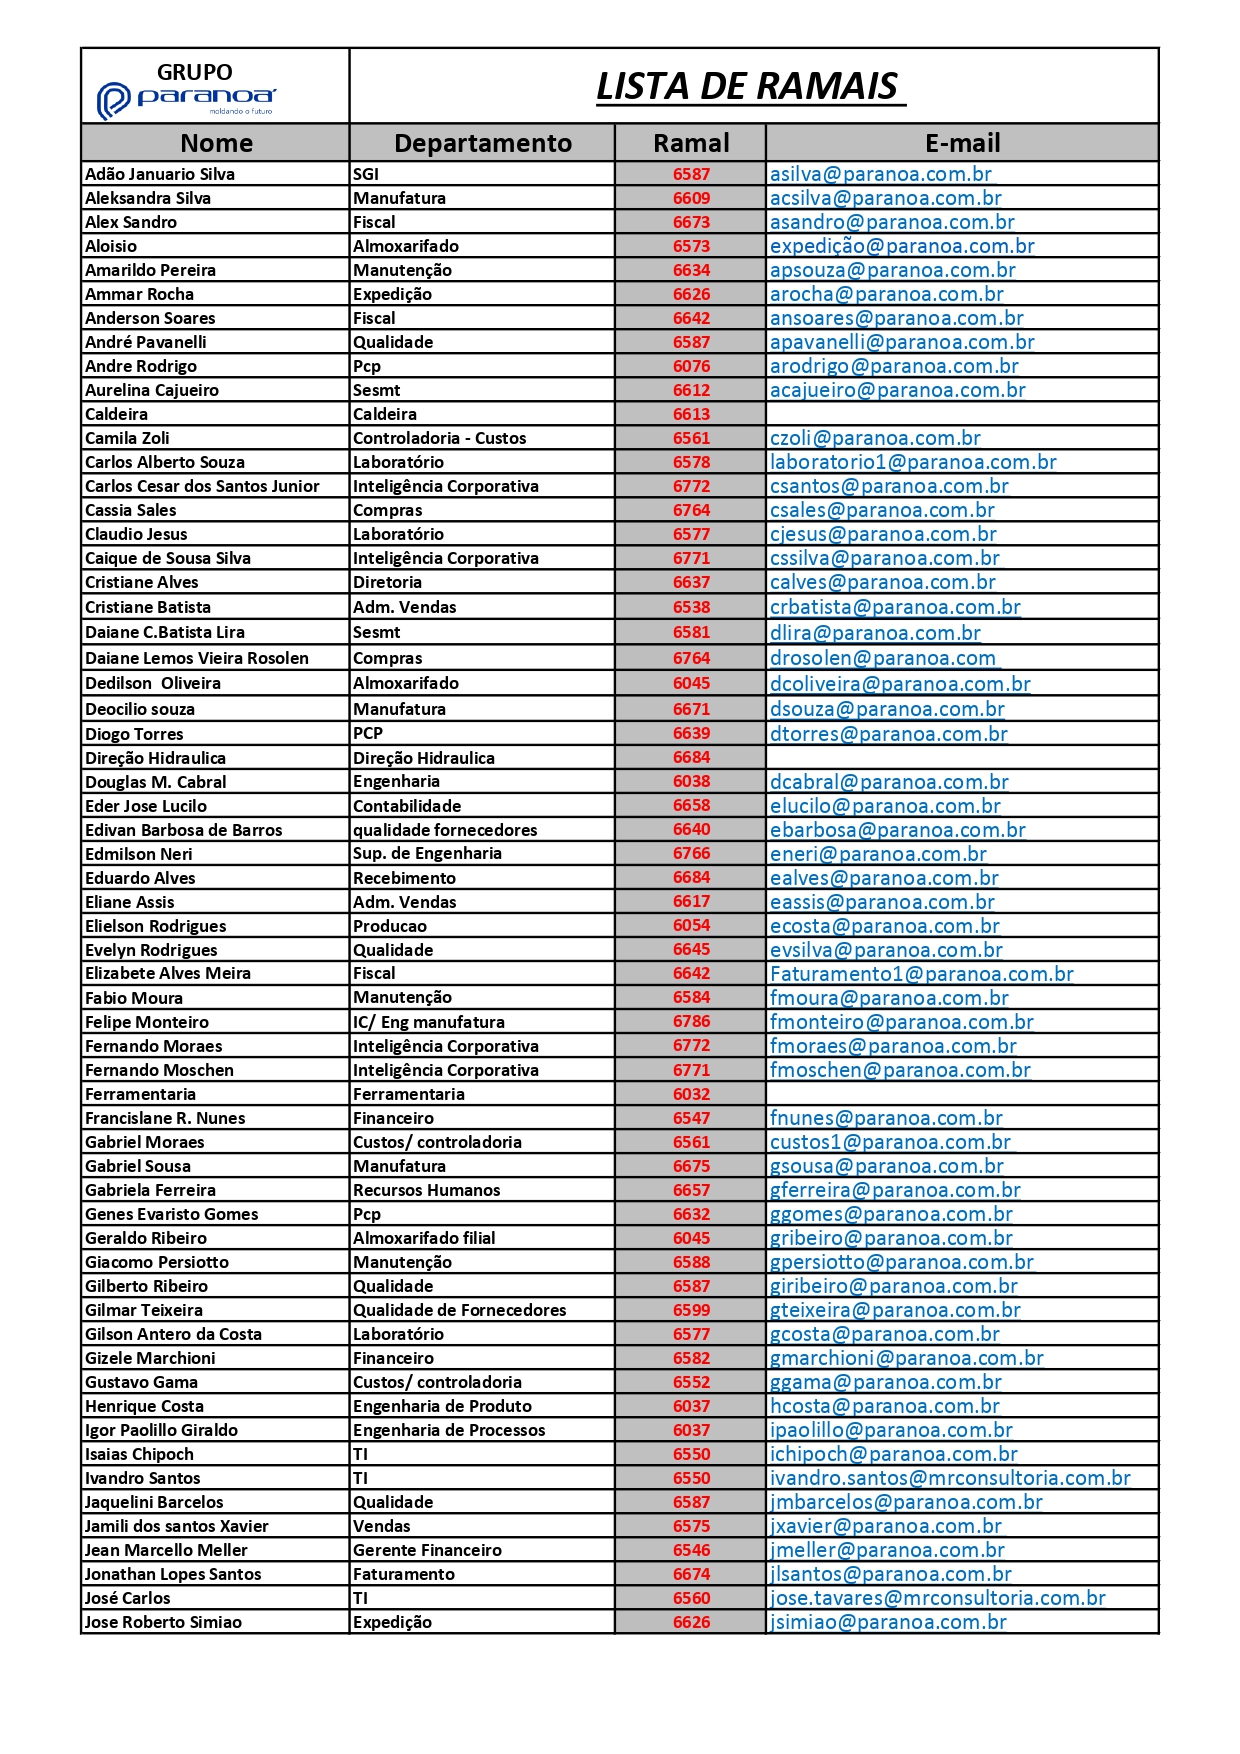 GRUPO
paranoa
moldando o futuro
LISTA DE RAMAIS
Nome Departamento Ramal E-mail
Adão Januario Silva SGI 6587 asilva@paranoa.com.br
Aleksandra Silva Manufatura 6609 acsilva@paranoa.com.br
Alex Sandro Fiscal 6673 asandro@paranoa.com.br
Aloisio Almoxarifado 6573 expedição@paranoa.com.br
Amarildo Pereira Manutenção 6634 apsouza@paranoa.com.br
Ammar Rocha Expedição 6626 arocha@paranoa.com.br
Anderson Soares Fiscal 6642 ansoares@paranoa.com.br
André Pavanelli Qualidade 6587 apavanelli@paranoa.com.br
Andre Rodrigo Pcp 6076 arodrigo@paranoa.com.br
Aurelina Cajueiro Sesmt 6612 acajueiro@paranoa.com.br
Caldeira Caldeira 6613
Camila Zoli Controladoria - Custos 6561 czoli@paranoa.com.br
Carlos Alberto Souza Laboratório 6578 laboratorio1@paranoa.com.br
Carlos Cesar dos Santos Junior Inteligência Corporativa 6772 csantos@paranoa.com.br
Cassia Sales Compras 6764 csales@paranoa.com.br
Claudio Jesus Laboratório 6577 cjesus@paranoa.com.br
Caique de Sousa Silva Inteligência Corporativa 6771 cssilva@paranoa.com.br
Cristiane Alves Diretoria 6637 calves@paranoa.com.br
Cristiane Batista Adm. Vendas 6538 crbatista@paranoa.com.br
Daiane C.Batista Lira Sesmt 6581 dlira@paranoa.com.br
Daiane Lemos Vieira Rosolen Compras 6764 drosolen@paranoa.com
Dedilson  Oliveira Almoxarifado 6045 dcoliveira@paranoa.com.br
Deocilio souza Manufatura 6671 dsouza@paranoa.com.br
Diogo Torres PCP 6639 dtorres@paranoa.com.br
Direção Hidraulica Direção Hidraulica 6684
Douglas M. Cabral Engenharia 6038 dcabral@paranoa.com.br
Eder Jose Lucilo Contabilidade 6658 elucilo@paranoa.com.br
Edivan Barbosa de Barros qualidade fornecedores 6640 ebarbosa@paranoa.com.br
Edmilson Neri Sup. de Engenharia 6766 eneri@paranoa.com.br
Eduardo Alves Recebimento 6684 ealves@paranoa.com.br
Eliane Assis Adm. Vendas 6617 eassis@paranoa.com.br
Elielson Rodrigues Producao 6054 ecosta@paranoa.com.br
Evelyn Rodrigues Qualidade 6645 evsilva@paranoa.com.br
Elizabete Alves Meira Fiscal 6642 Faturamento1@paranoa.com.br
Fabio Moura Manutenção 6584 fmoura@paranoa.com.br
Felipe Monteiro IC/ Eng manufatura 6786 fmonteiro@paranoa.com.br
Fernando Moraes Inteligência Corporativa 6772 fmoraes@paranoa.com.br
Fernando Moschen Inteligência Corporativa 6771 fmoschen@paranoa.com.br
Ferramentaria Ferramentaria 6032
Francislane R. Nunes Financeiro 6547 fnunes@paranoa.com.br
Gabriel Moraes Custos/ controladoria 6561 custos1@paranoa.com.br
Gabriel Sousa Manufatura 6675 gsousa@paranoa.com.br
Gabriela Ferreira Recursos Humanos 6657 gferreira@paranoa.com.br
Genes Evaristo Gomes Pcp 6632 ggomes@paranoa.com.br
Geraldo Ribeiro Almoxarifado filial 6045 gribeiro@paranoa.com.br
Giacomo Persiotto Manutenção 6588 gpersiotto@paranoa.com.br
Gilberto Ribeiro Qualidade 6587 giribeiro@paranoa.com.br
Gilmar Teixeira Qualidade de Fornecedores 6599 gteixeira@paranoa.com.br
Gilson Antero da Costa Laboratório 6577 gcosta@paranoa.com.br
Gizele Marchioni Financeiro 6582 gmarchioni@paranoa.com.br
Gustavo Gama Custos/ controladoria 6552 ggama@paranoa.com.br
Henrique Costa Engenharia de Produto 6037 hcosta@paranoa.com.br
Igor Paolillo Giraldo Engenharia de Processos 6037 ipaolillo@paranoa.com.br
Isaias Chipoch TI 6550 ichipoch@paranoa.com.br
Ivandro Santos TI 6550 ivandro.santos@mrconsultoria.com.br
Jaquelini Barcelos Qualidade 6587 jmbarcelos@paranoa.com.br
Jamili dos santos Xavier Vendas 6575 jxavier@paranoa.com.br
Jean Marcello Meller Gerente Financeiro 6546 jmeller@paranoa.com.br
Jonathan Lopes Santos Faturamento 6674 jlsantos@paranoa.com.br
José Carlos TI 6560 jose.tavares@mrconsultoria.com.br
Jose Roberto Simiao Expedição 6626 jsimiao@paranoa.com.br